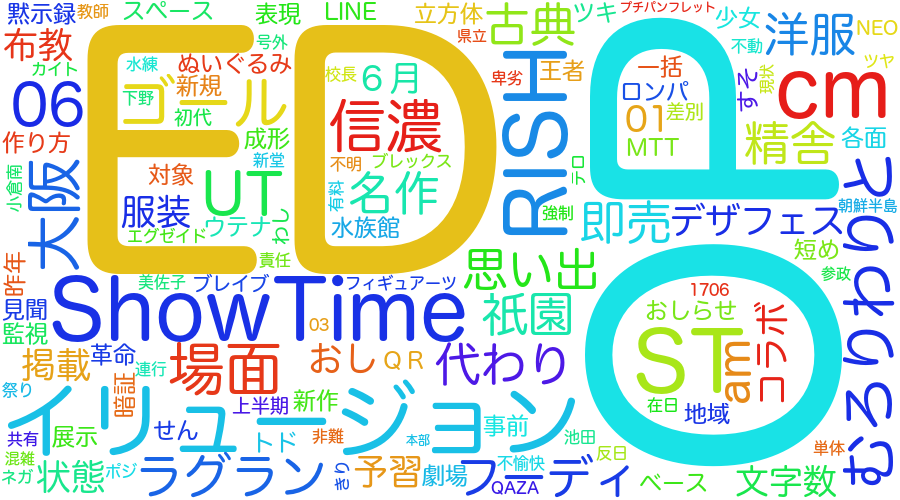 黙示録
教師
スペース
表現
LINE
立方体
古典
ツキ
プチパンフレット
少女
洋服
NEO
布教
号外
県立
不動
ツヤ
カイト
水練
ぬいぐるみ
校長
6月
卑劣
王者
一括
すそ
現状
cm
06
下野
ゴール
新規
初代
信濃
RISH
ロンパ
01
差別
ED
作り方
成形
MTT
精舎
各面
大阪
対象
新堂
不明
ブレックス
テロ
OP
小倉南
UT
有料
名作
服装
ウテナ
わし
水族館
強制
即売
デザフェス
朝鮮半島
むろりわりと
エグゼイド
責任
思い出
短め
参政
昨年
美佐子
ブレイブ
フィギュアーツ
見聞
ShowTime
03
祇園
1706
監視
おしらせ
コラボ
掲載
革命
連行
場面
おし
QR
代わり
ST
am
祭り
暗証
上半期
新作
イリュージョン
在日
地域
共有
展示
せん
トド
非難
本部
事前
池田
反日
単体
混雑
ネガ
状態
ポジ
ラグラン
きり
予習
劇場
フーディ
不愉快
QAZA
ベース
文字数